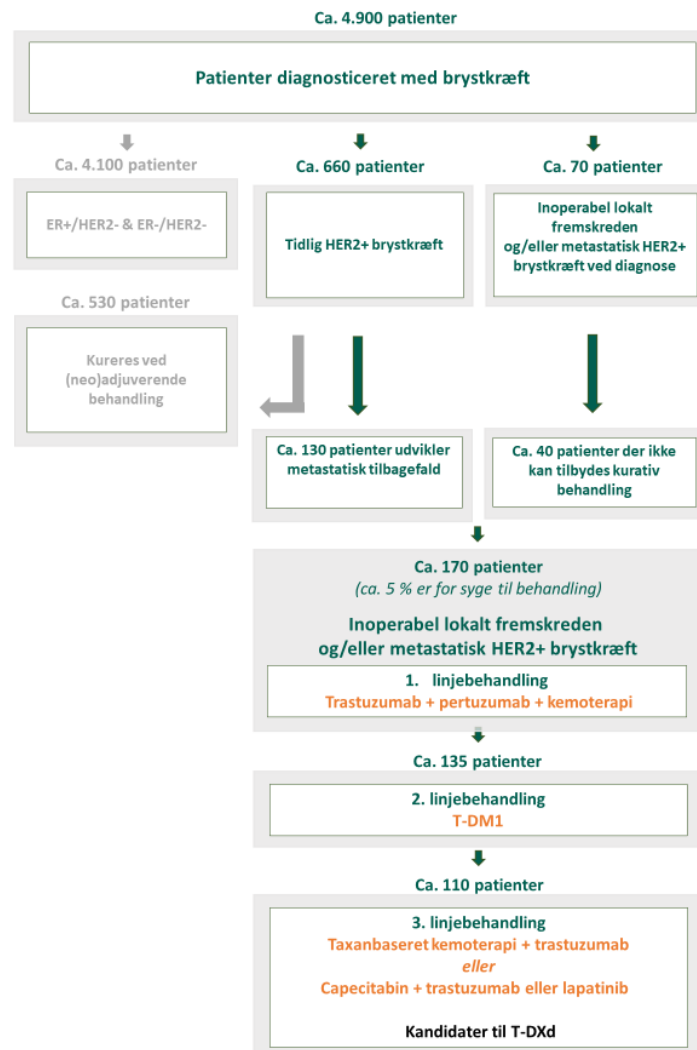 Ca. 4.900 patienter
Patienter diagnosticeret med brystkræft
Ca. 4.100 patienter
ER+/HER2- & ER-/HER2-
Ca. 660 patienter
Tidlig HER2+ brystkræft
Ca. 70 patienter
Inoperabel lokalt
fremskreden
og/eller metastatisk HER2+
brystkræft ved diagnose
Ca. 530 patienter
Kureres ved
(neo)adjuverende
behandling
Ca. 130 patienter udvikler
metastatisk tilbagefald
Ca. 40 patienter der ikke
kan tilbydes kurativ
behandling
Ca. 170 patienter
(ca. 5 % er for syge til behandling)
Inoperabel lokalt fremskreden
og/eller metastatisk HER2+ brystkræft
1. linjebehandling
Trastuzumab + pertuzumab + kemoterapi
Ca. 135 patienter
2. linjebehandling
T-DM1
Ca. 110 patienter
3. linjebehandling
Taxanbaseret kemoterapi + trastuzumab
eller
Capecitabin + trastuzumab eller lapatinib
Kandidater til T-DXd